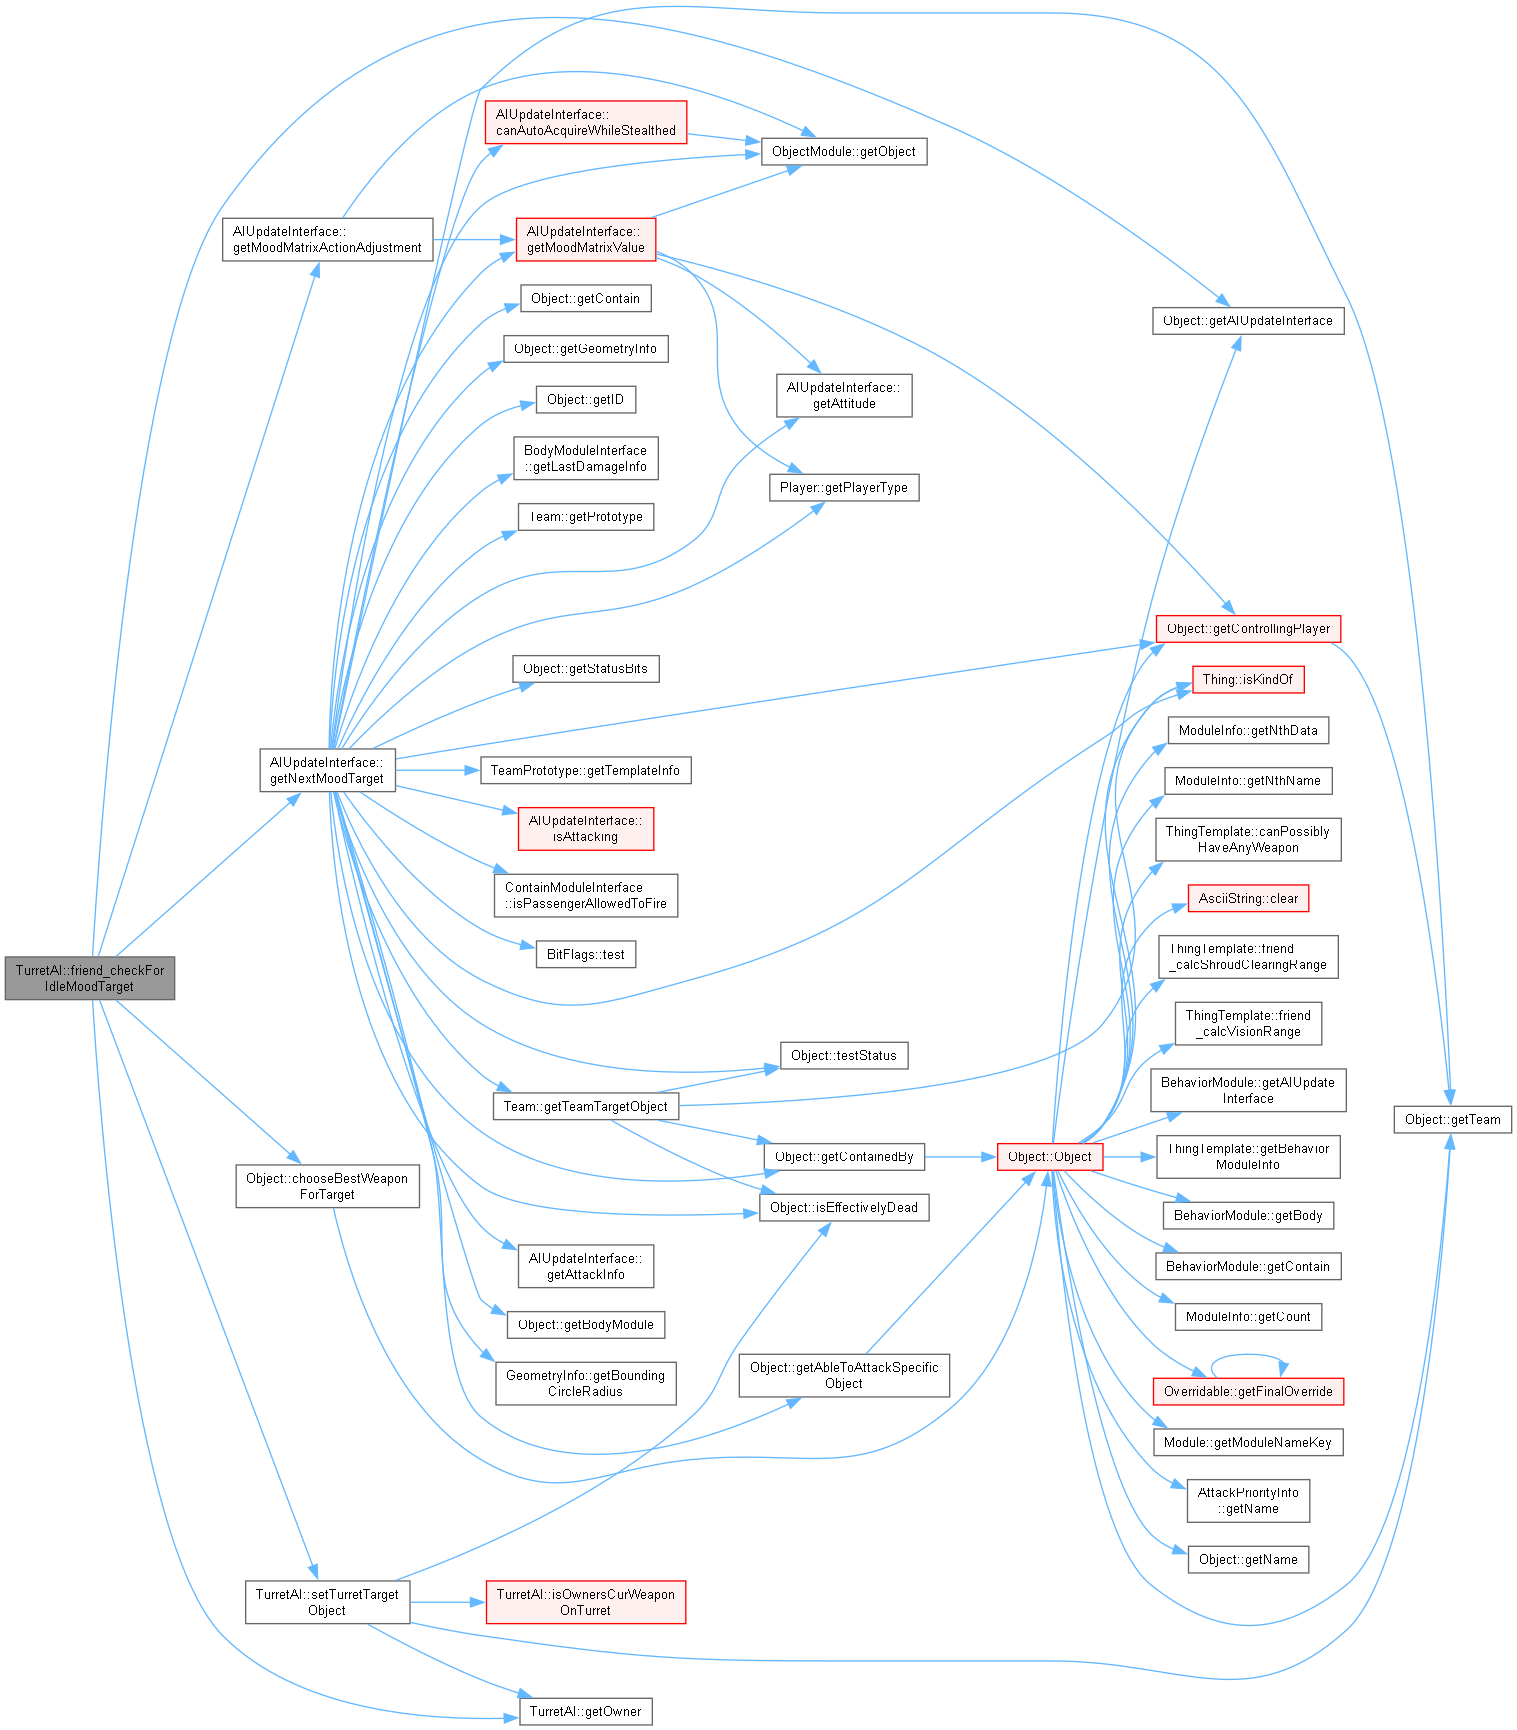 AIUpdateInterface::
canAutoAcquireWhileStealthed
ObjectModule::getObject
AIUpdateInterface::
getMoodMatrixActionAdjustment
AIUpdateInterface::
getMoodMatrixValue
Object::getContain
Object::getAIUpdateInterface
Object::getGeometryInfo
Object::getID
AIUpdateInterface::
getAttitude
BodyModuleInterface
::getLastDamageInfo
Player::getPlayerType
Team::getPrototype
Object::getControllingPlayer
Object::getStatusBits
Thing::isKindOf
ModuleInfo::getNthData
AIUpdateInterface::
getNextMoodTarget
TeamPrototype::getTemplateInfo
ModuleInfo::getNthName
AIUpdateInterface::
isAttacking
ThingTemplate::canPossibly
HaveAnyWeapon
ContainModuleInterface
::isPassengerAllowedToFire
AsciiString::clear
BitFlags::test
ThingTemplate::friend
_calcShroudClearingRange
TurretAI::friend_checkFor
IdleMoodTarget
ThingTemplate::friend
_calcVisionRange
Object::testStatus
BehaviorModule::getAIUpdate
Interface
Team::getTeamTargetObject
Object::getTeam
Object::getContainedBy
Object::Object
ThingTemplate::getBehavior
ModuleInfo
Object::chooseBestWeapon
ForTarget
Object::isEffectivelyDead
BehaviorModule::getBody
AIUpdateInterface::
getAttackInfo
BehaviorModule::getContain
Object::getBodyModule
ModuleInfo::getCount
GeometryInfo::getBounding
CircleRadius
Object::getAbleToAttackSpecific
Object
Overridable::getFinalOverride
Module::getModuleNameKey
AttackPriorityInfo
::getName
Object::getName
TurretAI::setTurretTarget
Object
TurretAI::isOwnersCurWeapon
OnTurret
TurretAI::getOwner